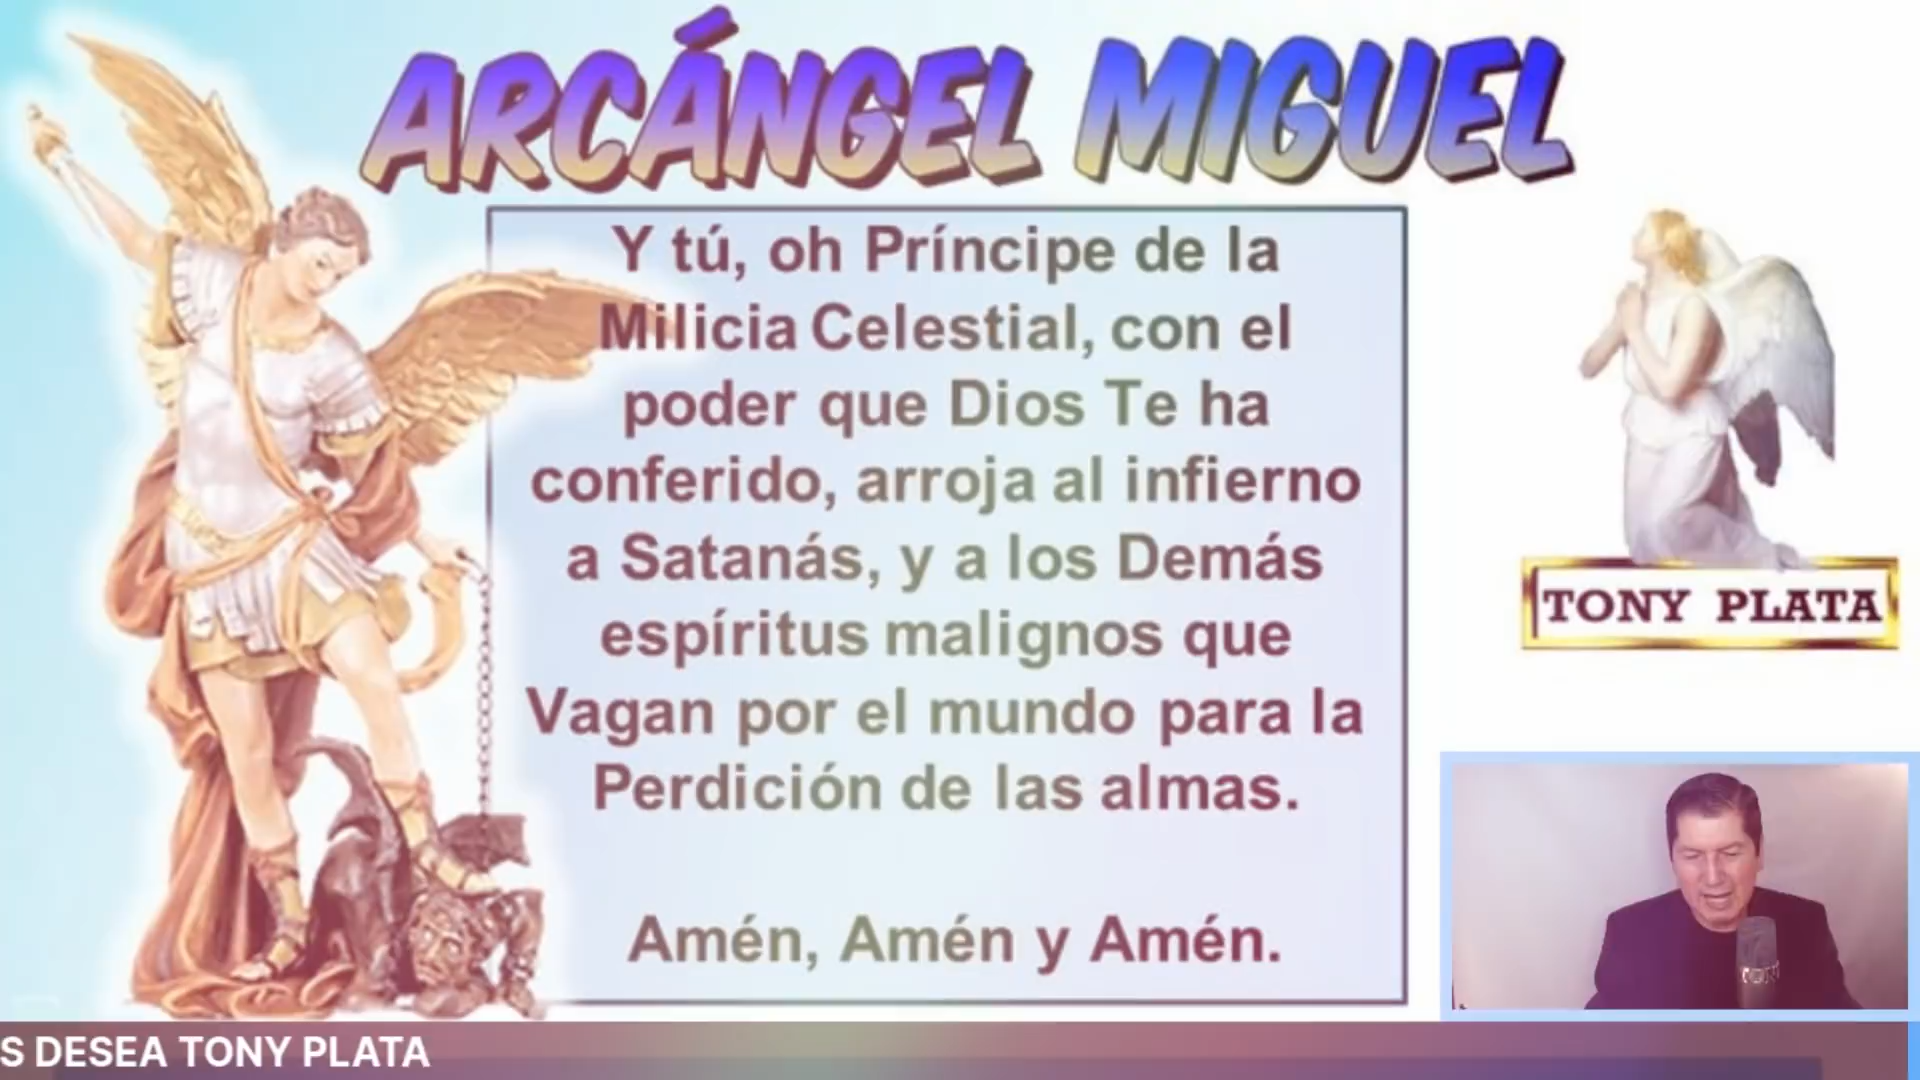 ARCÁNGEL MIGUEL
Y tú, oh Príncipe de la
Milicia Celestial, con el
poder que Dios Te ha
conferido, arroja al infierno
a Satanás, y a los Demás
espíritus malignos que
Vagan por el mundo para la
Perdición de las almas.
Amén, Amén y Amén.
TONY PLATA
S DESEA TONY PLATA